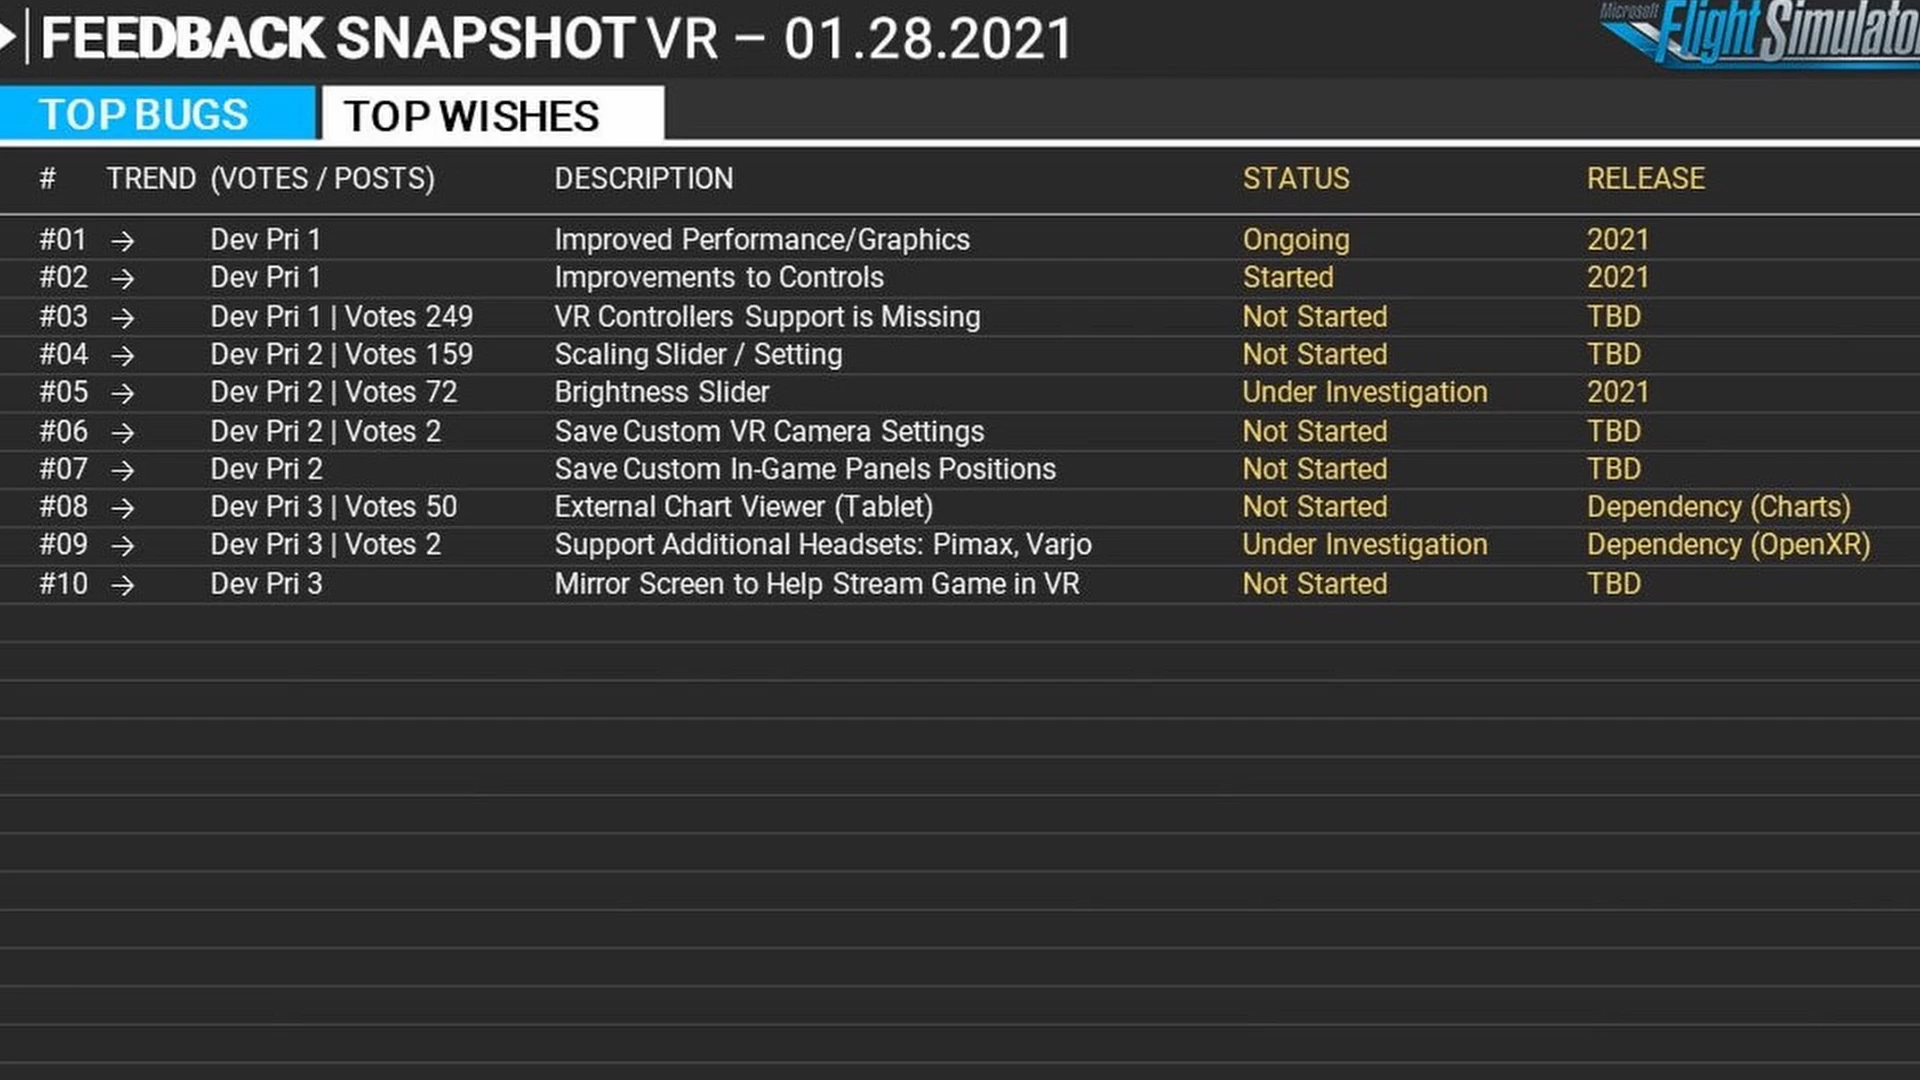 FEEDBACK SNAPSHOT VR – 01.28.2021
Microsoft
Flight Simulator
TOP BUGS
TOP WISHES
# TREND (VOTES / POSTS) DESCRIPTION STATUS RELEASE
#01 → Dev Pri 1 Improved Performance/Graphics Ongoing 2021
#02 → Dev Pri 1 Improvements to Controls Started 2021
#03 → Dev Pri 1 | Votes 249 VR Controllers Support is Missing Not Started TBD
#04 → Dev Pri 2 | Votes 159 Scaling Slider / Setting Not Started TBD
#05 → Dev Pri 2 | Votes 72 Brightness Slider Under Investigation 2021
#06 → Dev Pri 2 | Votes 2 Save Custom VR Camera Settings Not Started TBD
#07 → Dev Pri 2 Save Custom In-Game Panels Positions Not Started TBD
#08 → Dev Pri 3 | Votes 50 External Chart Viewer (Tablet) Not Started Dependency (Charts)
#09 → Dev Pri 3 | Votes 2 Support Additional Headsets: Pimax, Varjo Under Investigation Dependency (OpenXR)
#10 → Dev Pri 3 Mirror Screen to Help Stream Game in VR Not Started TBD